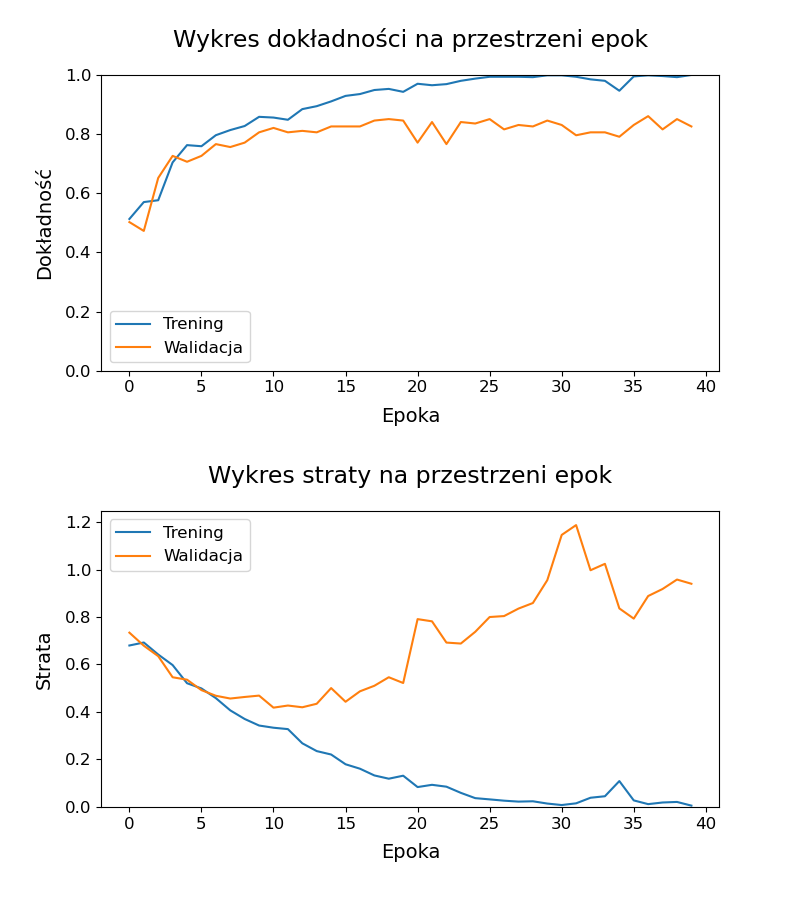 Wykres dokładności na przestrzeni epok
1.0
0.8
0.6
0.4
0.2
0.0
Dokładność
Trening
Walidacja
0 5 10 15 20 25 30 35 40
Epoka
Wykres straty na przestrzeni epok
1.2
1.0
0.8
0.6
0.4
0.2
0.0
Strata
Trening
Walidacja
0 5 10 15 20 25 30 35 40
Epoka